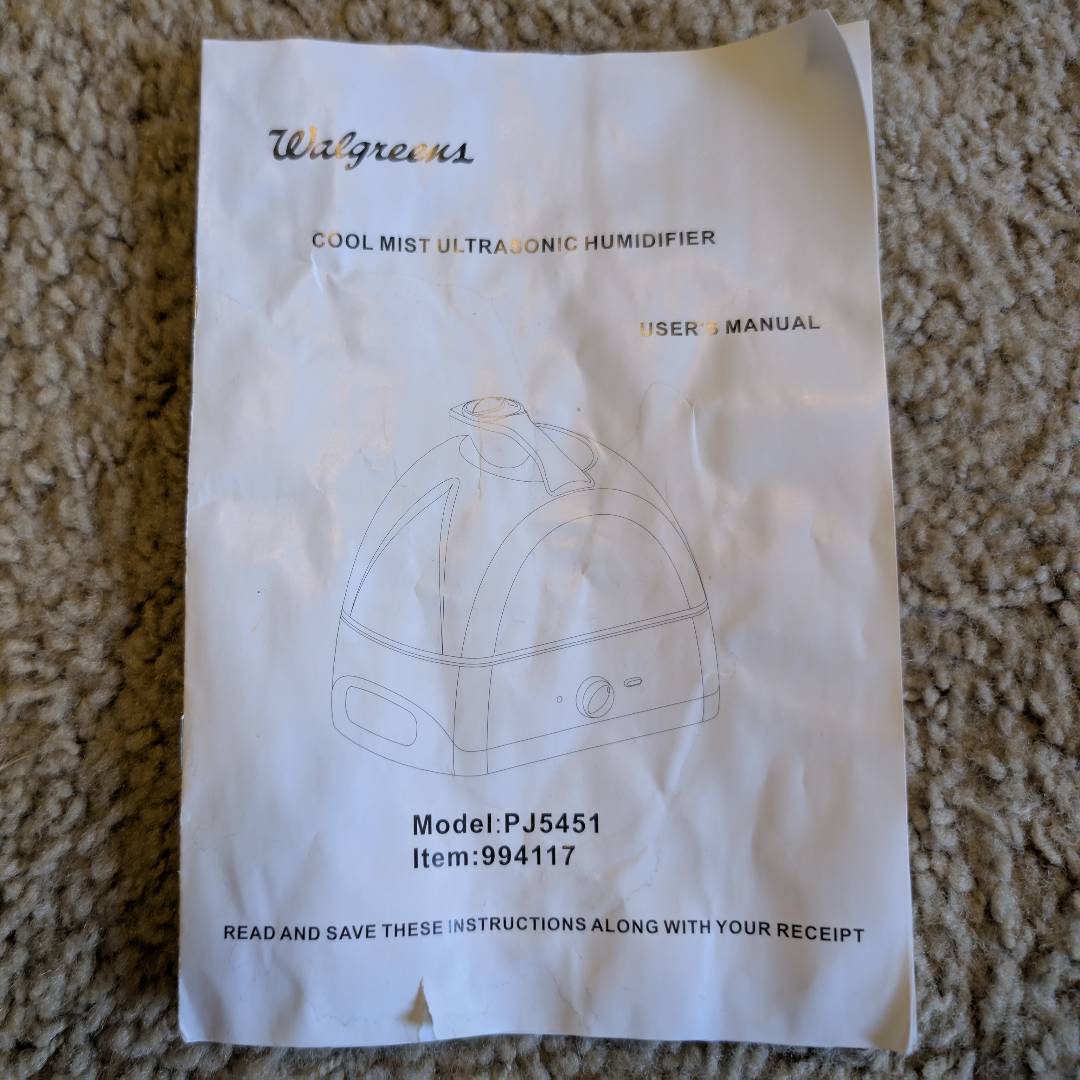 Walgreens
COOL MIST ULTRASONIC HUMIDIFIER
USER'S MANUAL
Model:PJ5451
Item:994117
READ AND SAVE THESE INSTRUCTIONS ALONG WITH YOUR RECEIPT